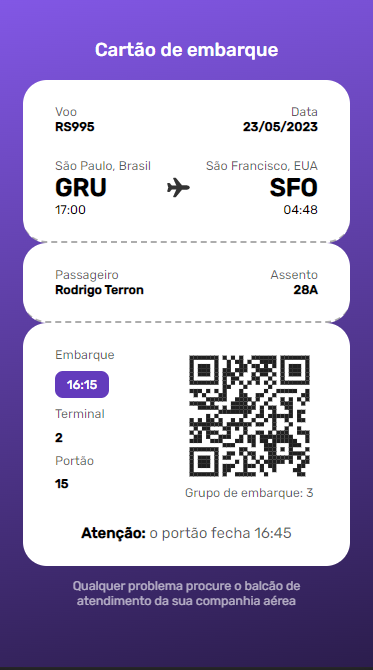 Cartão de embarque
Voo Data
RS995 23/05/2023
São Paulo, Brasil São Francisco, EUA
GRU SFO
17:00 04:48
Passageiro Assento
Rodrigo Terron 28A
Embarque
16:15
Terminal
2
Portão
15
Grupo de embarque: 3
Atenção: o portão fecha 16:45
Qualquer problema procure o balcão de
atendimento da sua companhia aérea